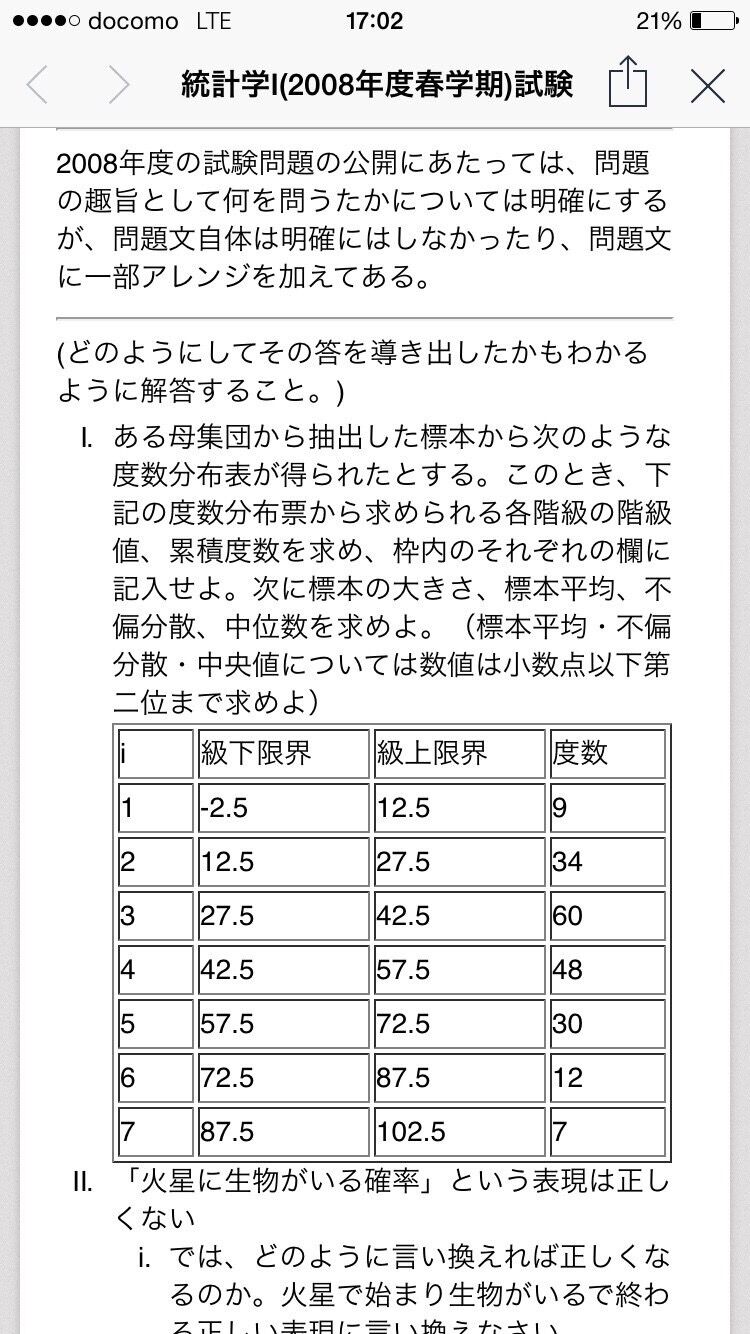 docomo LTE 17:02 21%
統計学I(2008年度春学期)試験
2008年度の試験問題の公開にあたっては、問題
の趣旨として何を問うたかについては明確にする
が、問題文自体は明確にはしなかったり、問題文
に一部アレンジを加えてある。
(どのようにしてその答を導き出したかもわかる
ように解答すること。)
I. ある母集団から抽出した標本から次のような
度数分布表が得られたとする。このとき、下
記の度数分布票から求められる各階級の階級
値、累積度数を求め、枠内のそれぞれの欄に
記入せよ。次に標本の大きさ、標本平均、不
偏分散、中位数を求めよ。（標本平均・不偏
分散・中央値については数値は小数点以下第
二位まで求めよ）
i 級下限界 級上限界 度数
1 -2.5 12.5 9
2 12.5 27.5 34
3 27.5 42.5 60
4 42.5 57.5 48
5 57.5 72.5 30
6 72.5 87.5 12
7 87.5 102.5 7
II. 「火星に生物がいる確率」という表現は正し
くない
i. では、どのように言い換えれば正しくな
るのか。火星で始まり生物がいるで終わ
る正しい表現に言い換えなさい